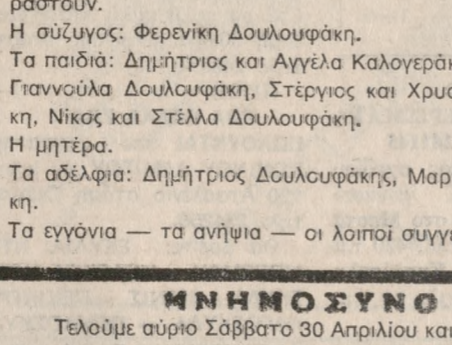 ραστούν.
Η σύζυγος: Φερενίκη Δουλουφάκη.
Τα παιδιά: Δημήτριος και Αγγέλα Καλογεράκ
Γιαννούλα Δουλουφάκη, Στέργιος και Χρυσ
κη, Νίκος και Στέλλα Δουλουφάκη.
Η μητέρα.
Τα αδέλφια: Δημήτριος Δουλουφάκης, Μαρ
κη.
Τα εγγόνια — τα ανήψια — οι λοιποί συγγε
ΜΝΗΜΟΣΥΝΟ
Τελούμε αύριο Σάββατο 30 Απριλίου και